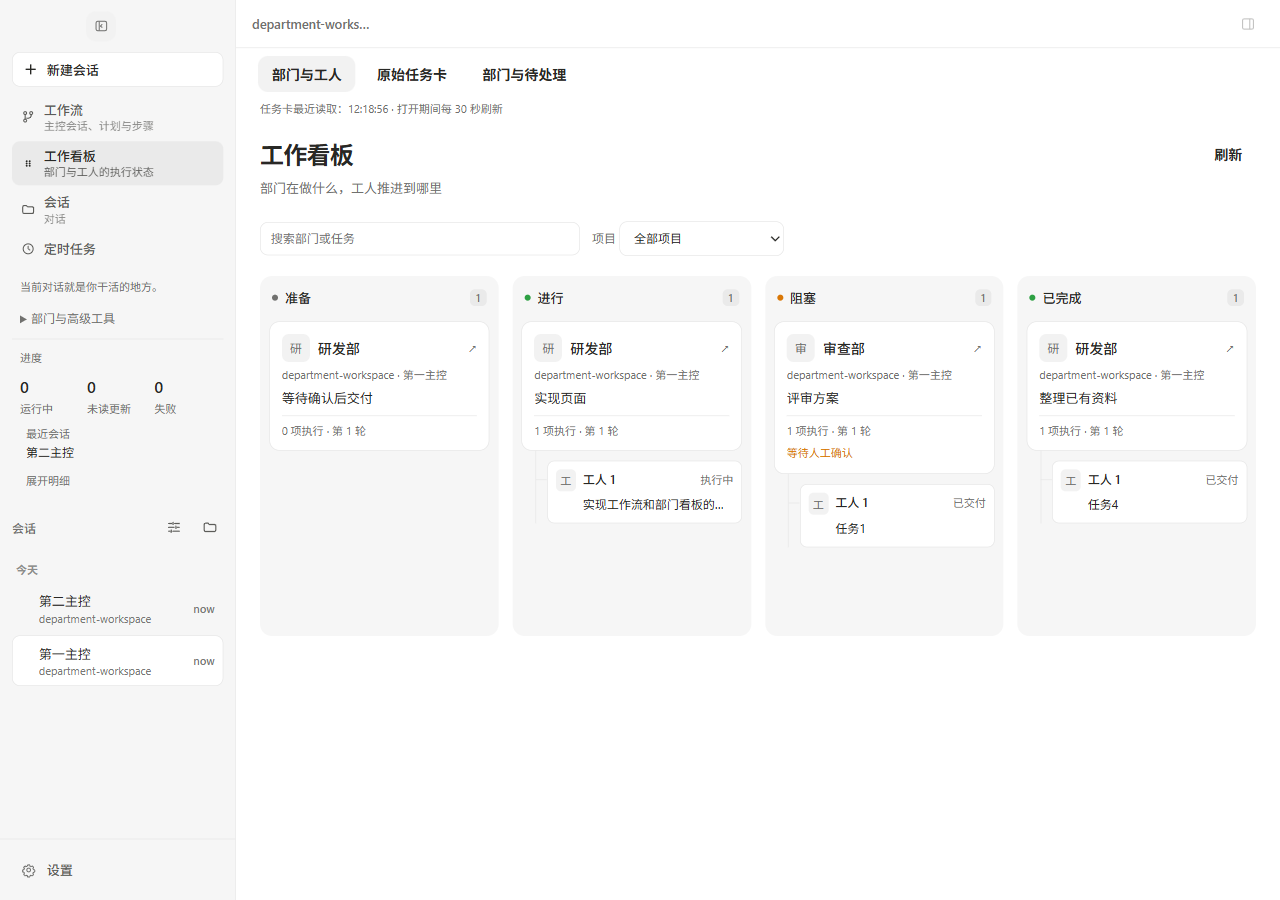 department-works...
新建会话
工作流
主控会话、计划与步骤
工作看板
部门与工人的执行状态
会话
对话
定时任务
当前对话就是你干活的地方。
▶ 部门与高级工具
进度
0 0 0
运行中 未读更新 失败
最近会话
第二主控
展开明细
会话
今天
第二主控 now
department-workspace
第一主控 now
department-workspace
设置
部门与工人 原始任务卡 部门与待处理
任务卡最近读取：12:18:56 · 打开期间每 30 秒刷新
工作看板
刷新
部门在做什么，工人推进到哪里
搜索部门或任务 项目 全部项目
准备 1
研 研发部 ↗
department-workspace · 第一主控
等待确认后交付
0 项执行 · 第 1 轮
进行 1
研 研发部 ↗
department-workspace · 第一主控
实现页面
1 项执行 · 第 1 轮
工 工人 1 执行中
实现工作流和部门看板的...
阻塞 1
审 审查部 ↗
department-workspace · 第一主控
评审方案
1 项执行 · 第 1 轮
等待人工确认
工 工人 1 已交付
任务1
已完成 1
研 研发部 ↗
department-workspace · 第一主控
整理已有资料
1 项执行 · 第 1 轮
工 工人 1 已交付
任务4